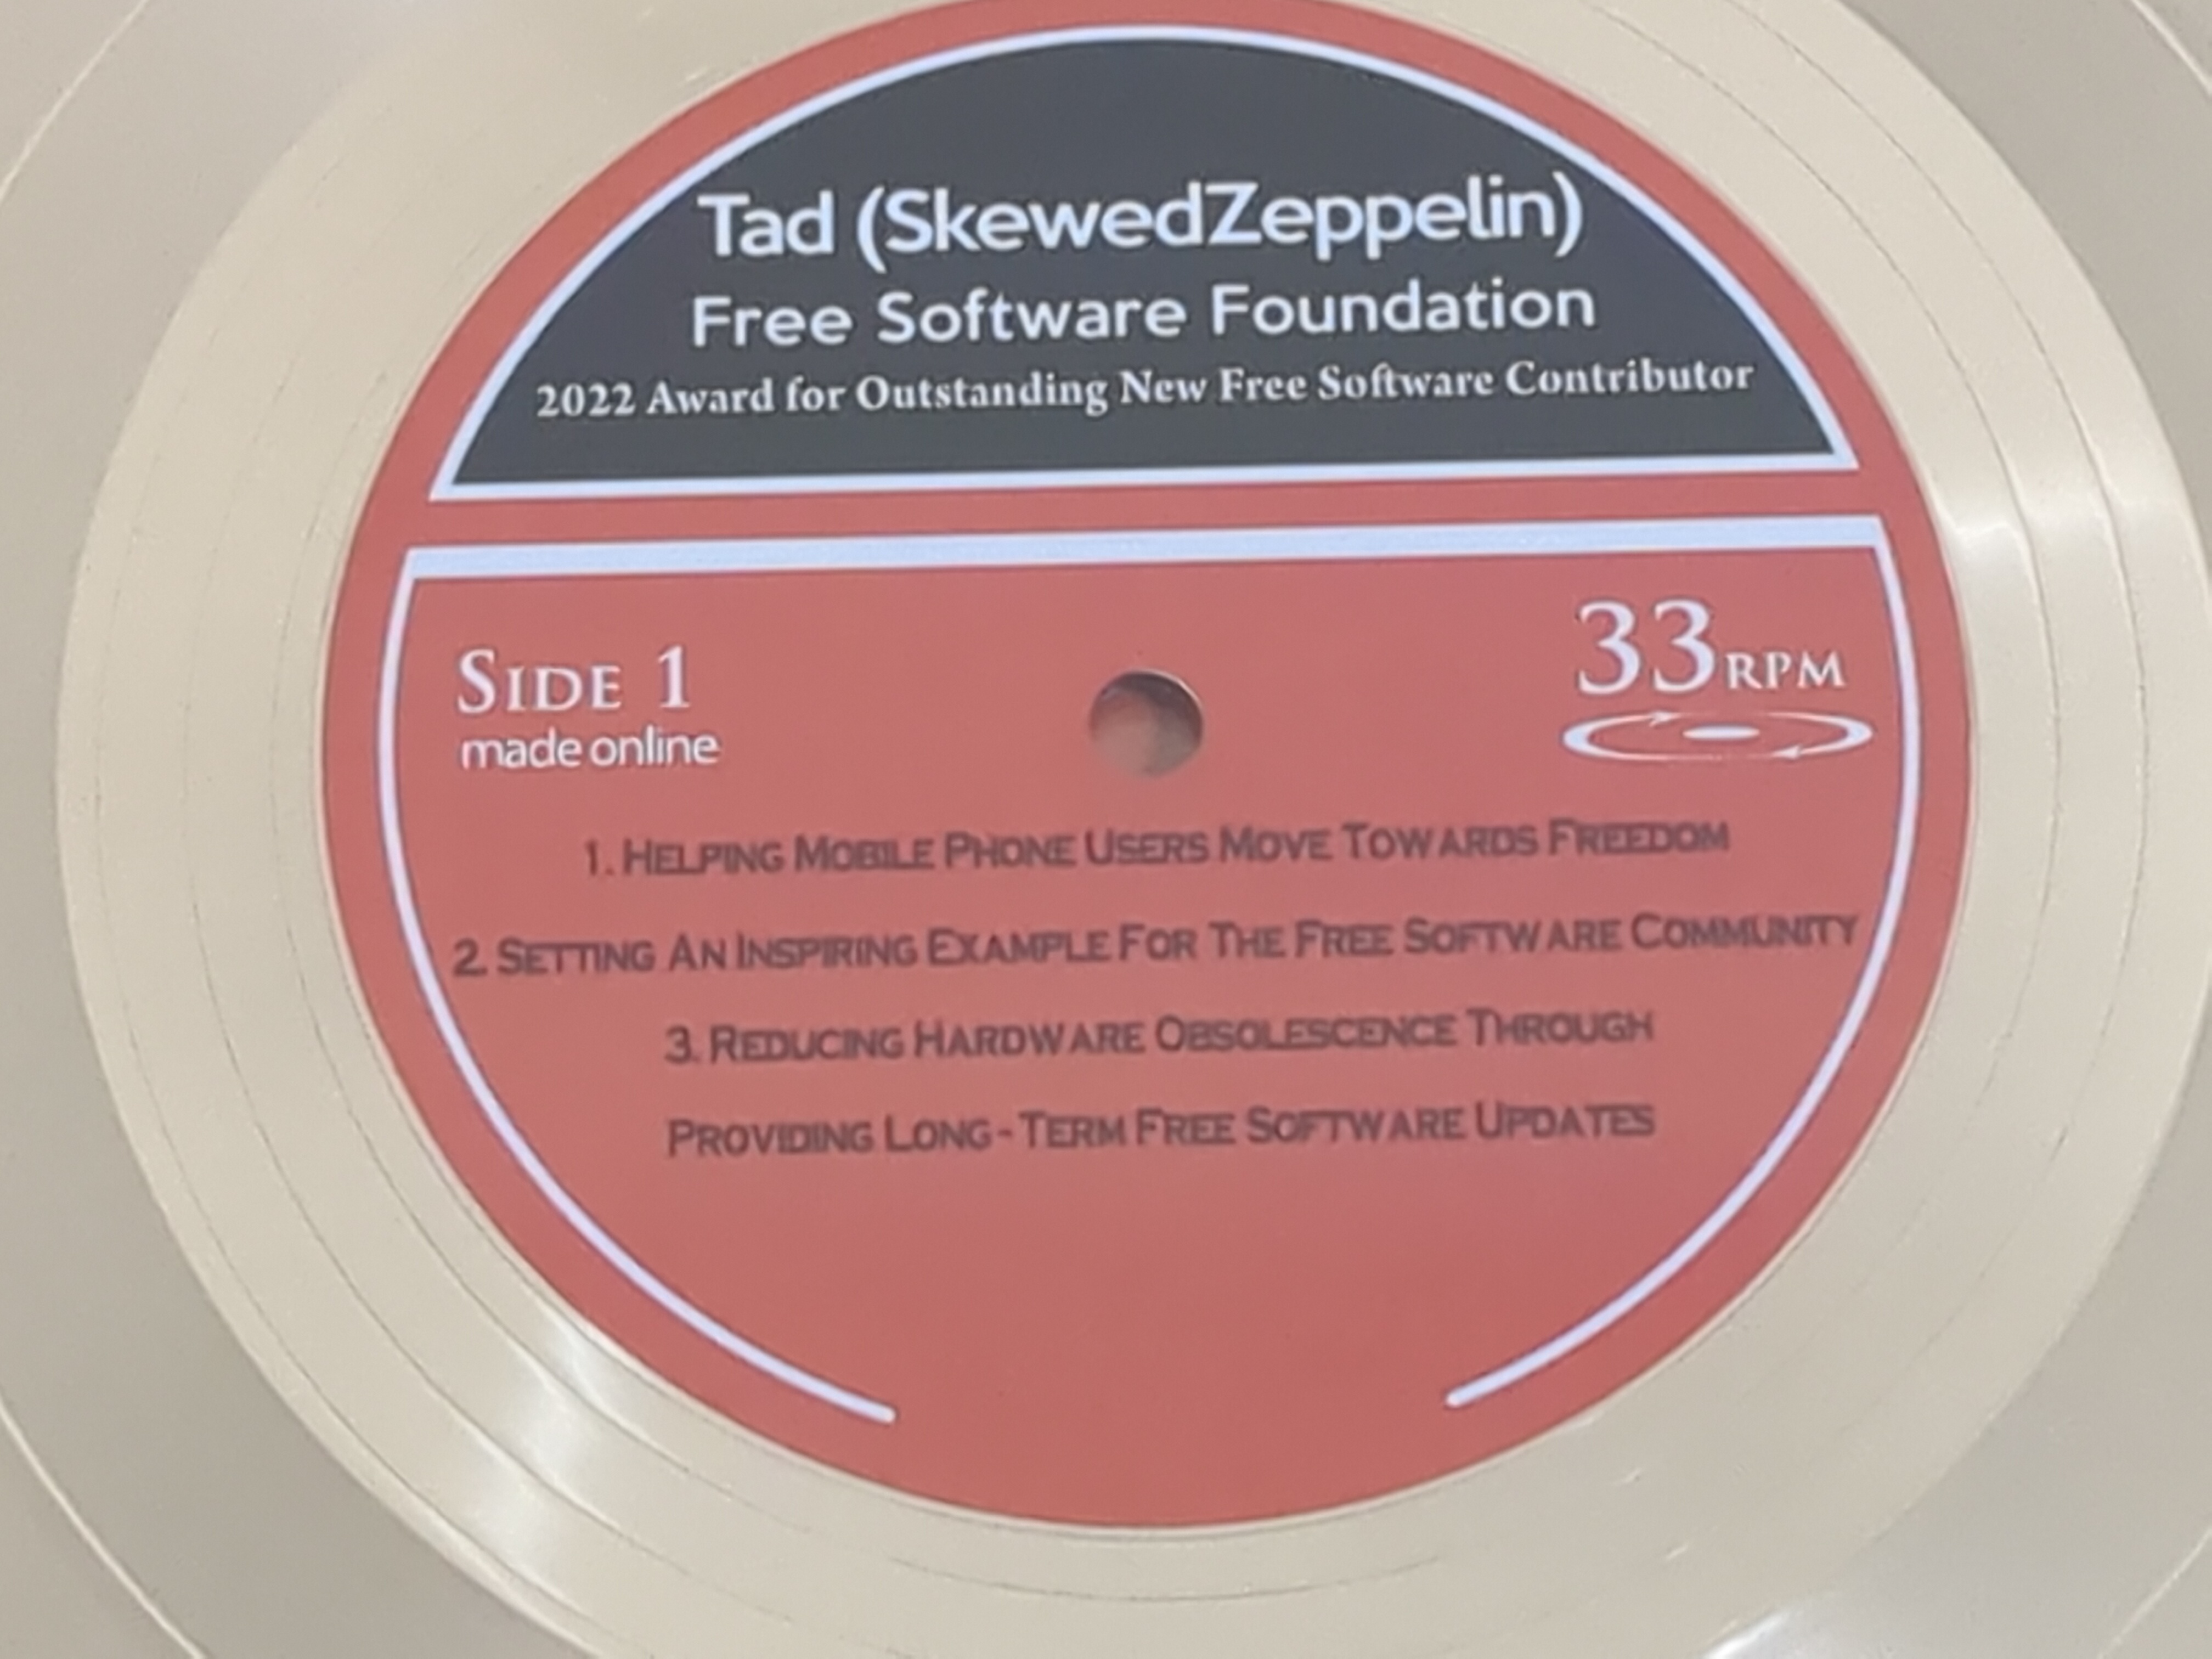 Tad (SkewedZeppelin)
Free Software Foundation
2022 Award for Outstanding New Free Software Contributor
SIDE 1
33 RPM
made online
1. HELPING MOBILE PHONE USERS MOVE TOWARDS FREEDOM
2. SETTING AN INSPIRING EXAMPLE FOR THE FREE SOFTWARE COMMUNITY
3. REDUCING HARDWARE OBSOLESCENCE THROUGH
PROVIDING LONG-TERM FREE SOFTWARE UPDATES